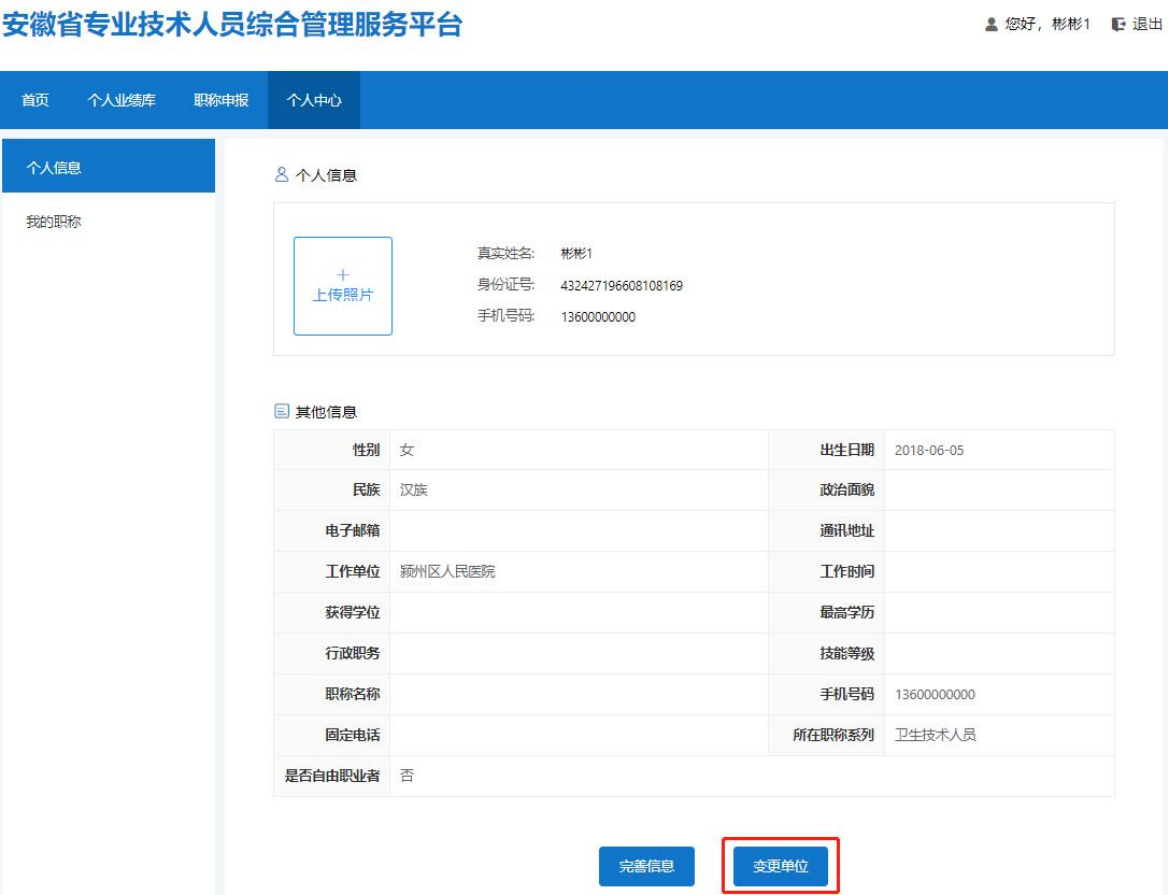 安徽省专业技术人员综合管理服务平台
您好，彬彬1 退出
首页 个人业绩库 职称申报 个人中心
个人信息
我的职称
个人信息
上传照片
真实姓名: 彬彬1
身份证号: 432427196608108169
手机号码: 13600000000
其他信息
性别 女 出生日期 2018-06-05
民族 汉族 政治面貌
电子邮箱 通讯地址
工作单位 颍州区人民医院 工作时间
获得学位 最高学历
行政职务 技能等级
职称名称 手机号码 13600000000
固定电话 所在职称系列 卫生技术人员
是否自由职业者 否
完善信息 变更单位